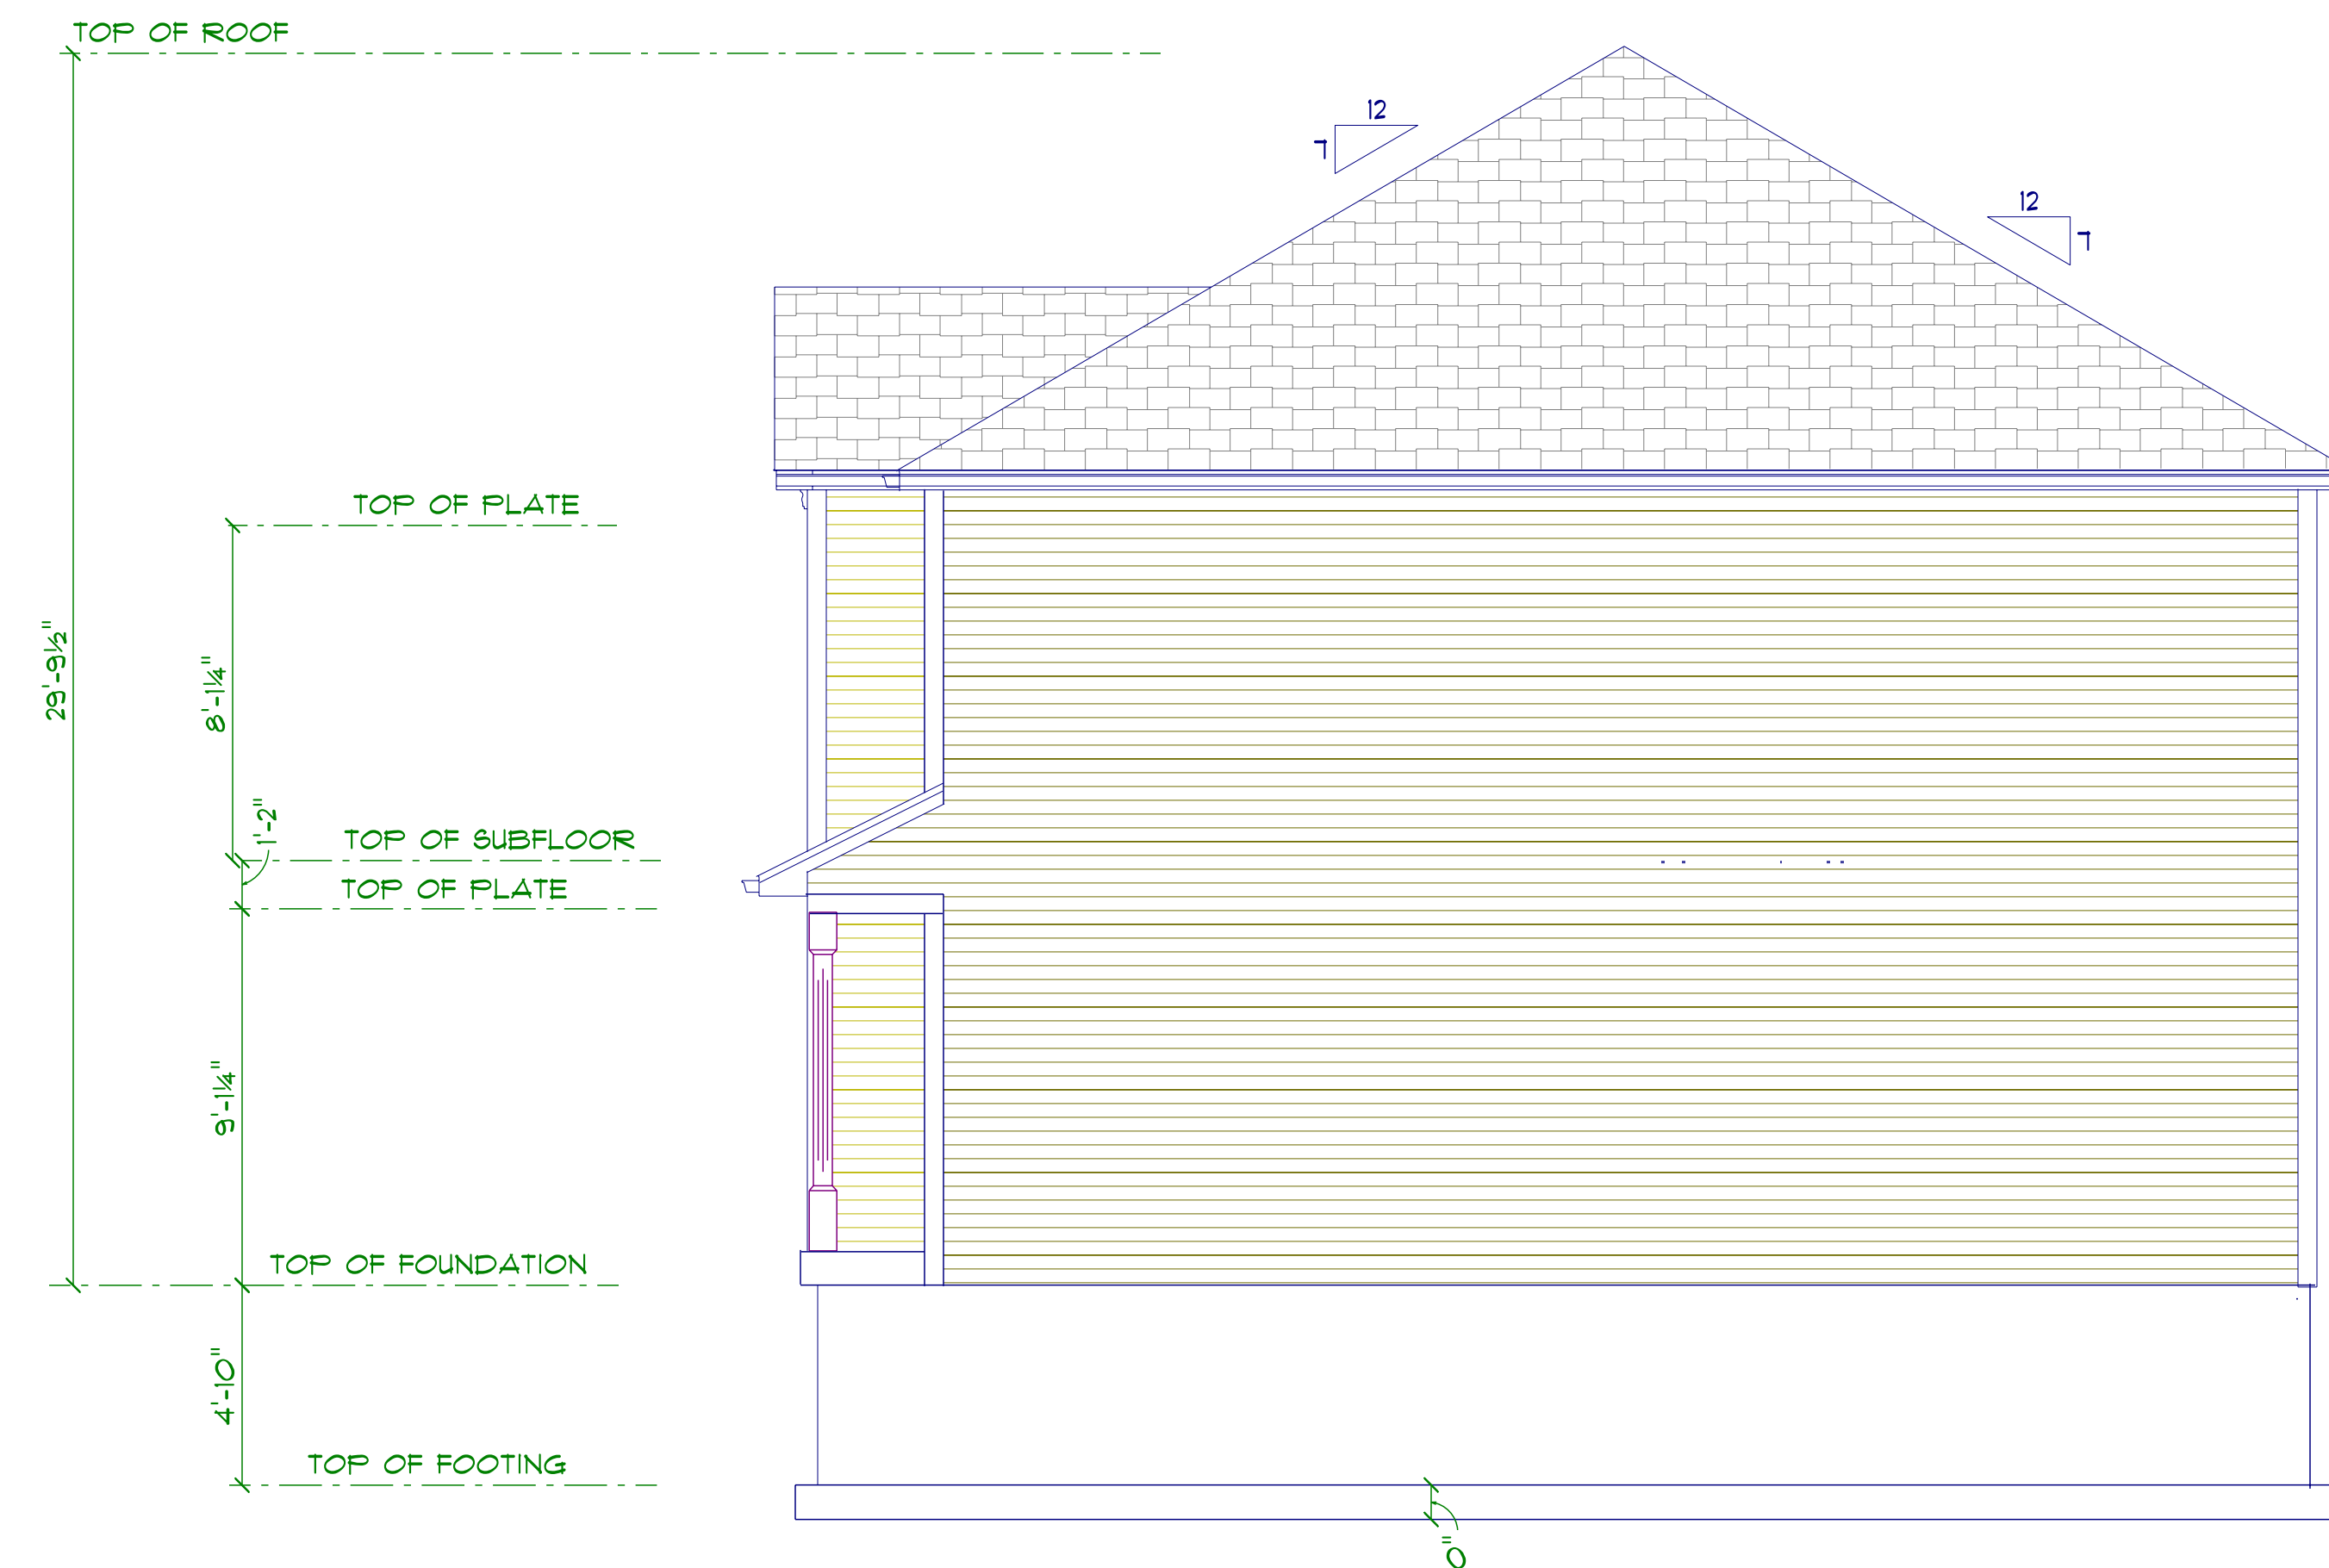 TOP OF ROOF
12
7
12
7
TOP OF PLATE
29'-9½"
8'-1¼"
1'-2"
TOP OF SUBFLOOR
TOP OF PLATE
9'-1¼"
TOP OF FOUNDATION
4'-10"
TOP OF FOOTING
0"